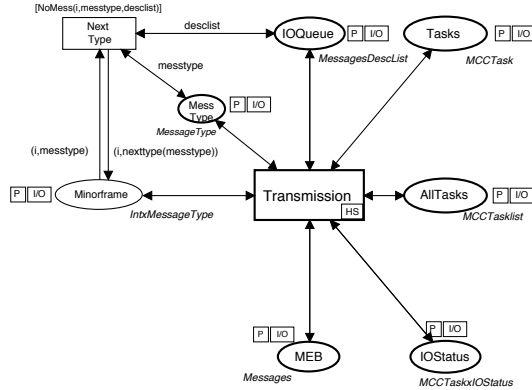 [NoMess(i,messtype,desclist)]
Next
Type
desclist
IOQueue
P I/O
MessagesDescList
Tasks
P I/O
MCCTask
messtype
Mess
Type
P I/O
MessageType
(i,messtype)
(i,nexttype(messtype))
P I/O
Minorframe
IntxMessageType
Transmission
HS
AllTasks
P I/O
MCCTasklist
P I/O
MEB
Messages
P I/O
IOStatus
MCCTaskxIOStatus